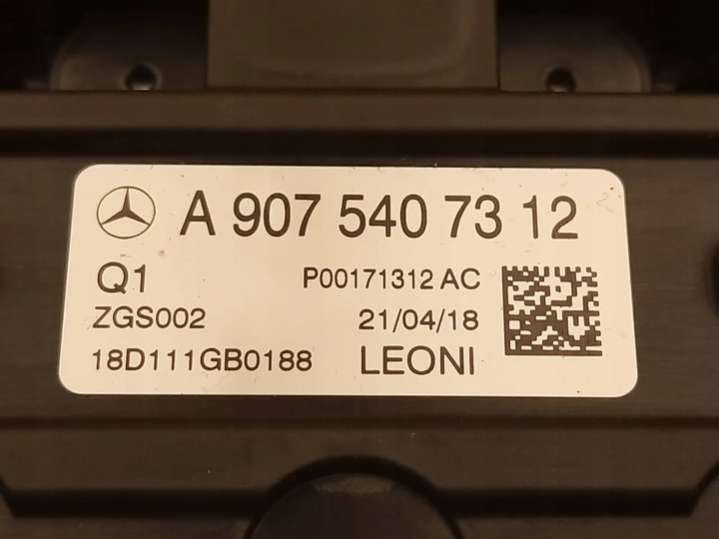 A 907 540 73 12
Q1 P00171312 AC
ZGS002 21/04/18
18D111GB0188 LEONI